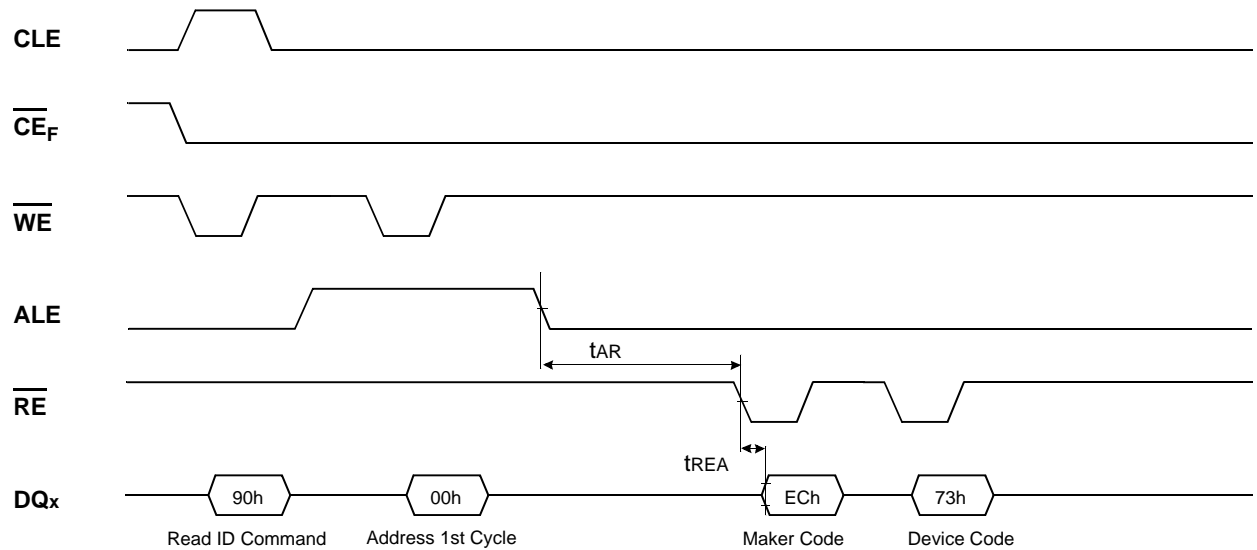 CLE
CEF
WE
ALE
tAR
RE
tREA
DQx
90h
00h
ECh
73h
Read ID Command
Address 1st Cycle
Maker Code
Device Code